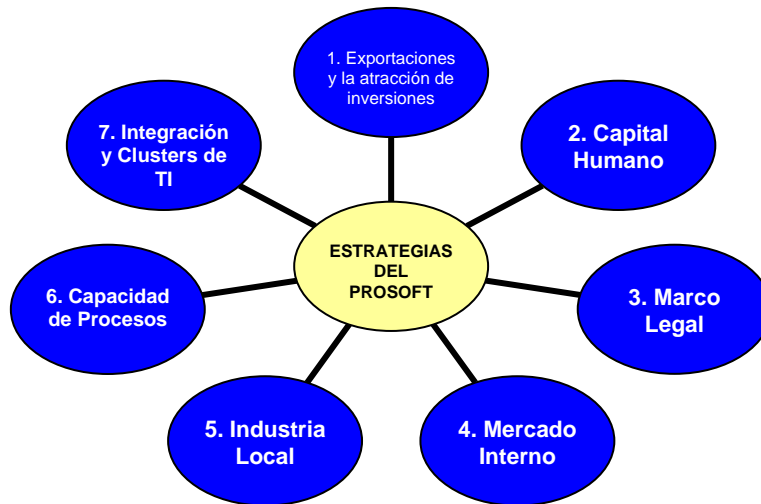 1. Exportaciones
y la atracción de
inversiones
2. Capital
Humano
3. Marco
Legal
4. Mercado
Interno
5. Industria
Local
6. Capacidad
de Procesos
7. Integración
y Clusters de
TI
ESTRATEGIAS
DEL
PROSOFT